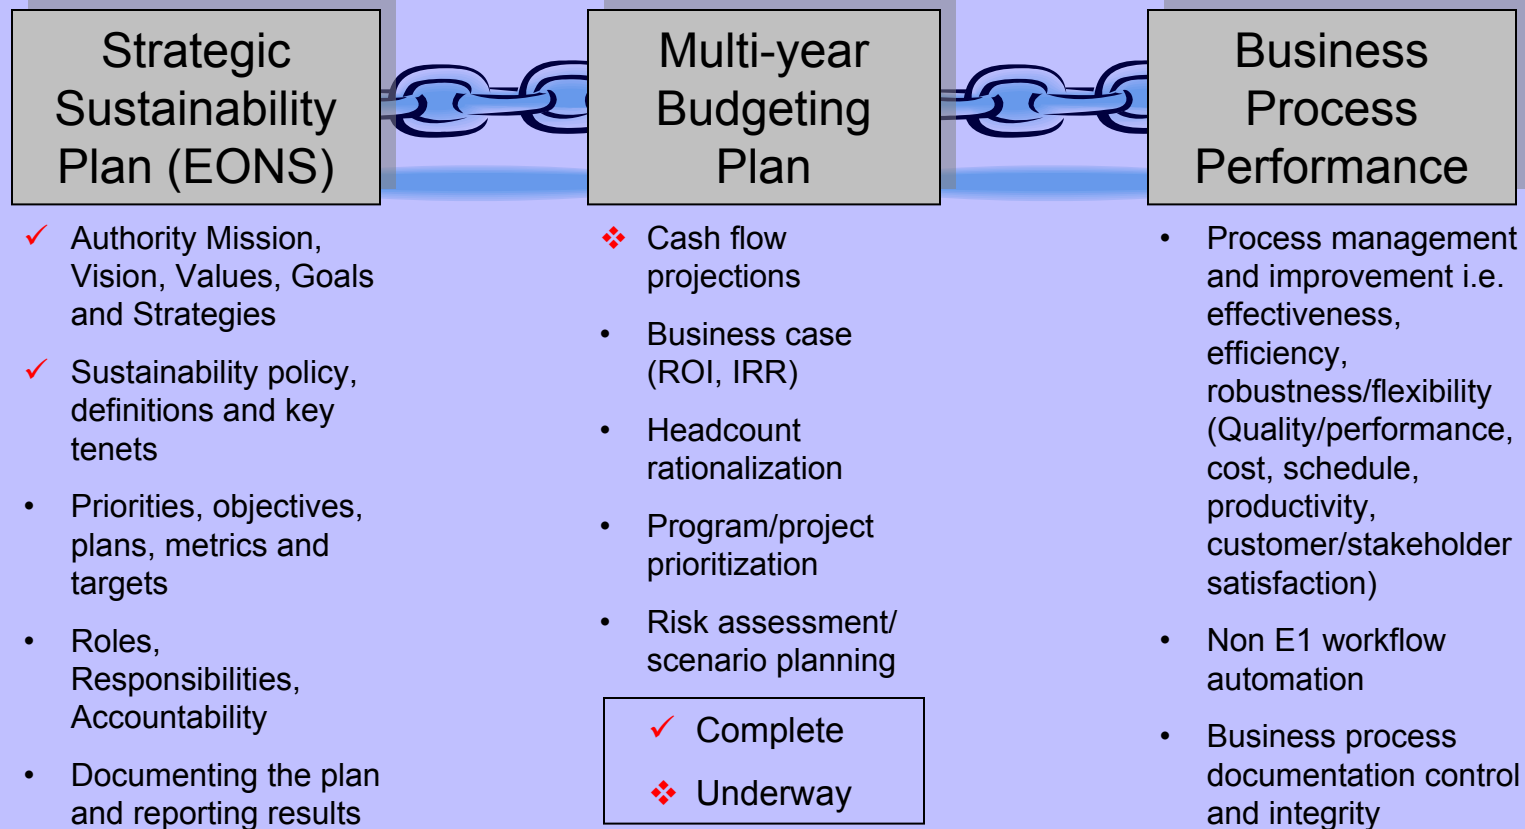 Strategic
Sustainability
Plan (EONS)
✓ Authority Mission,
Vision, Values, Goals
and Strategies
✓ Sustainability policy,
definitions and key
tenets
• Priorities, objectives,
plans, metrics and
targets
• Roles,
Responsibilities,
Accountability
• Documenting the plan
and reporting results
Multi-year
Budgeting
Plan
❖ Cash flow
projections
• Business case
(ROI, IRR)
• Headcount
rationalization
• Program/project
prioritization
• Risk assessment/
scenario planning
✓ Complete
❖ Underway
Business
Process
Performance
• Process management
and improvement i.e.
effectiveness,
efficiency,
robustness/flexibility
(Quality/performance,
cost, schedule,
productivity,
customer/stakeholder
satisfaction)
• Non E1 workflow
automation
• Business process
documentation control
and integrity